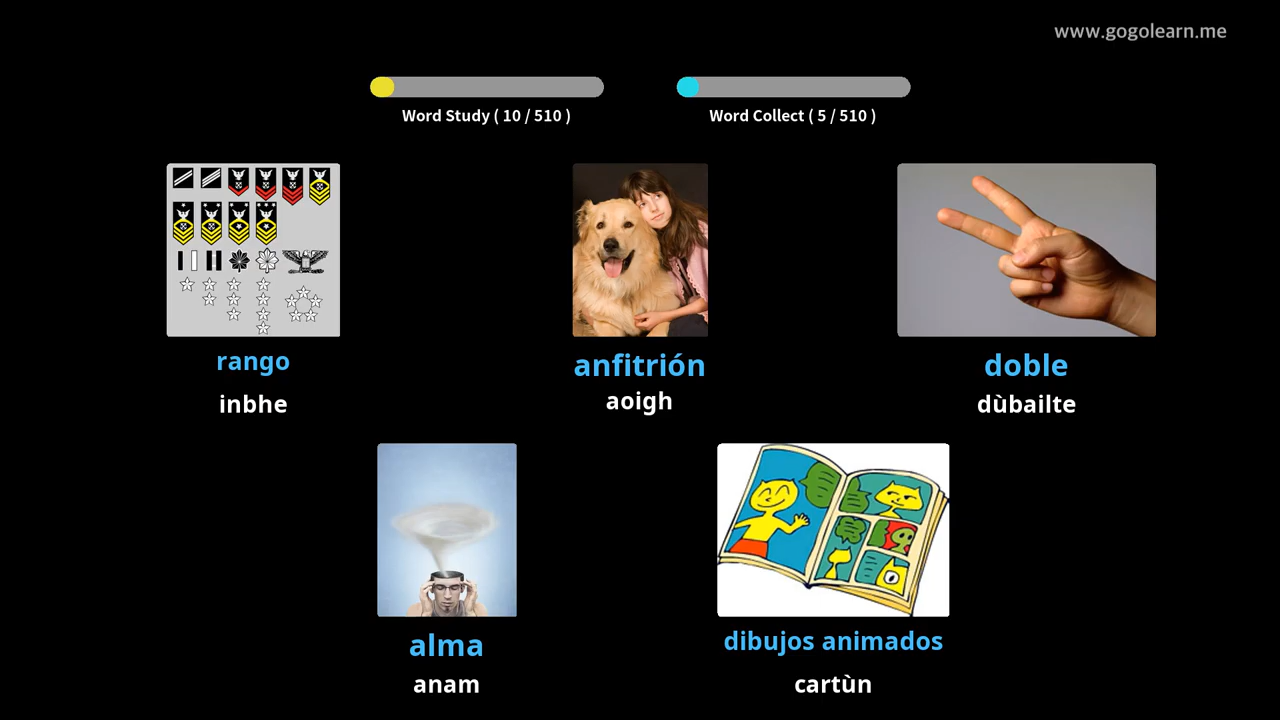 www.gogolearn.me
Word Study ( 10 / 510 )
Word Collect ( 5 / 510 )
rango
inbhe
anfitrión
aoigh
doble
dùbailte
alma
anam
dibujos animados
cartùn